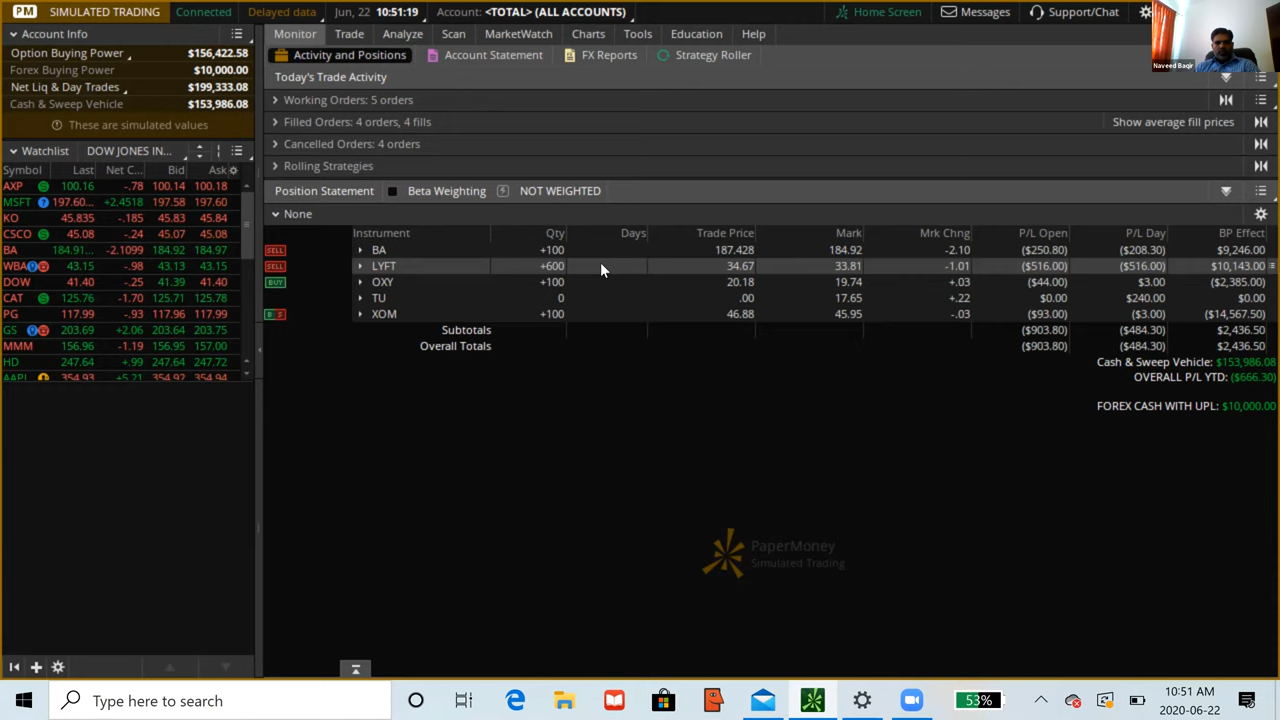 PM SIMULATED TRADING Connected Delayed data Jun, 22 10:51:19 Account: <TOTAL> (ALL ACCOUNTS) Home Screen Messages Support/Chat
Naveed Baqir
Account Info
Option Buying Power $156,422.58
Forex Buying Power $10,000.00
Net Liq & Day Trades $199,333.08
Cash & Sweep Vehicle $153,986.08
These are simulated values
Watchlist DOW JONES IN...
Symbol Last Net C... Bid Ask
AXP 100.16 -.78 100.14 100.18
MSFT 197.60... +2.4518 197.58 197.60
KO 45.835 -.185 45.83 45.84
CSCO 45.08 -.24 45.07 45.08
BA 184.91... -2.1099 184.92 184.97
WBA 43.15 -.98 43.13 43.15
DOW 41.40 -.25 41.39 41.40
CAT 125.76 -1.70 125.71 125.78
PG 117.99 -.93 117.96 117.99
GS 203.69 +2.06 203.64 203.75
MMM 156.96 -1.19 156.95 157.00
HD 247.64 +.99 247.64 247.72
AAPL 354.93 +5.21 354.92 354.94
Monitor Trade Analyze Scan MarketWatch Charts Tools Education Help
Activity and Positions Account Statement FX Reports Strategy Roller
Today's Trade Activity
Working Orders: 5 orders
Filled Orders: 4 orders, 4 fills Show average fill prices
Cancelled Orders: 4 orders
Rolling Strategies
Position Statement Beta Weighting NOT WEIGHTED
None
Instrument Qty Days Trade Price Mark Mrk Chng P/L Open P/L Day BP Effect
SELL BA +100 187.428 184.92 -2.10 ($250.80) ($208.30) $9,246.00
SELL LYFT +600 34.67 33.81 -1.01 ($516.00) ($516.00) $10,143.00
BUY OXY +100 20.18 19.74 +.03 ($44.00) $3.00 ($2,385.00)
TU 0 .00 17.65 +.22 $0.00 $240.00 $0.00
B S XOM +100 46.88 45.95 -.03 ($93.00) ($3.00) ($14,567.50)
Subtotals ($903.80) ($484.30) $2,436.50
Overall Totals ($903.80) ($484.30) $2,436.50
Cash & Sweep Vehicle: $153,986.08
OVERALL P/L YTD: ($666.30)
FOREX CASH WITH UPL: $10,000.00
PaperMoney
Simulated Trading
Type here to search
53%
10:51 AM
2020-06-22